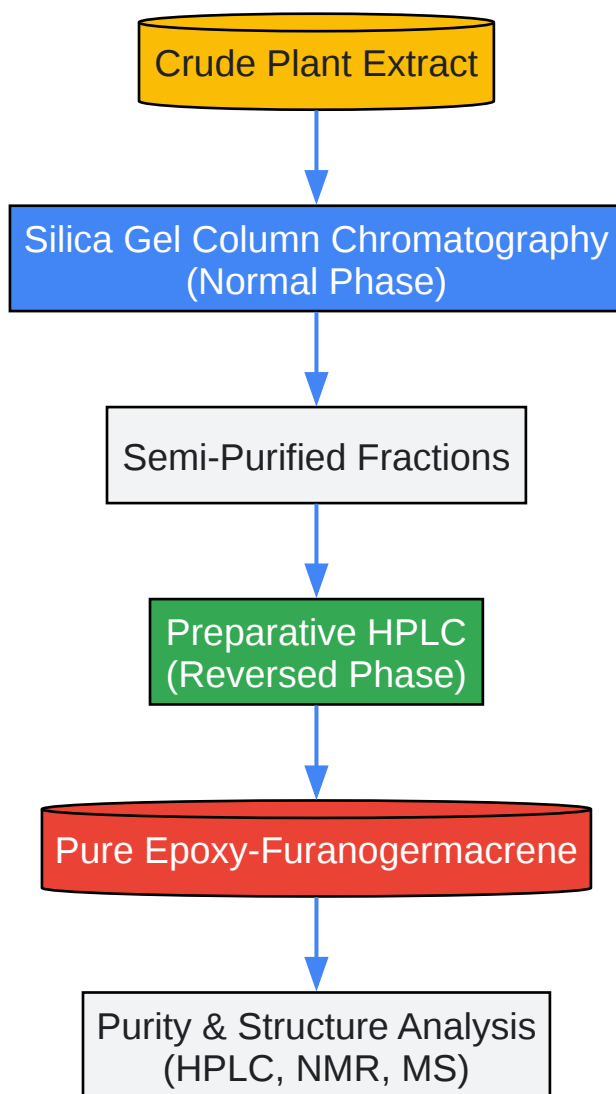 Crude Plant Extract
Silica Gel Column Chromatography
(Normal Phase)
Semi-Purified Fractions
Preparative HPLC
(Reversed Phase)
Pure Epoxy-Furanogermacrene
Purity & Structure Analysis
(HPLC, NMR, MS)